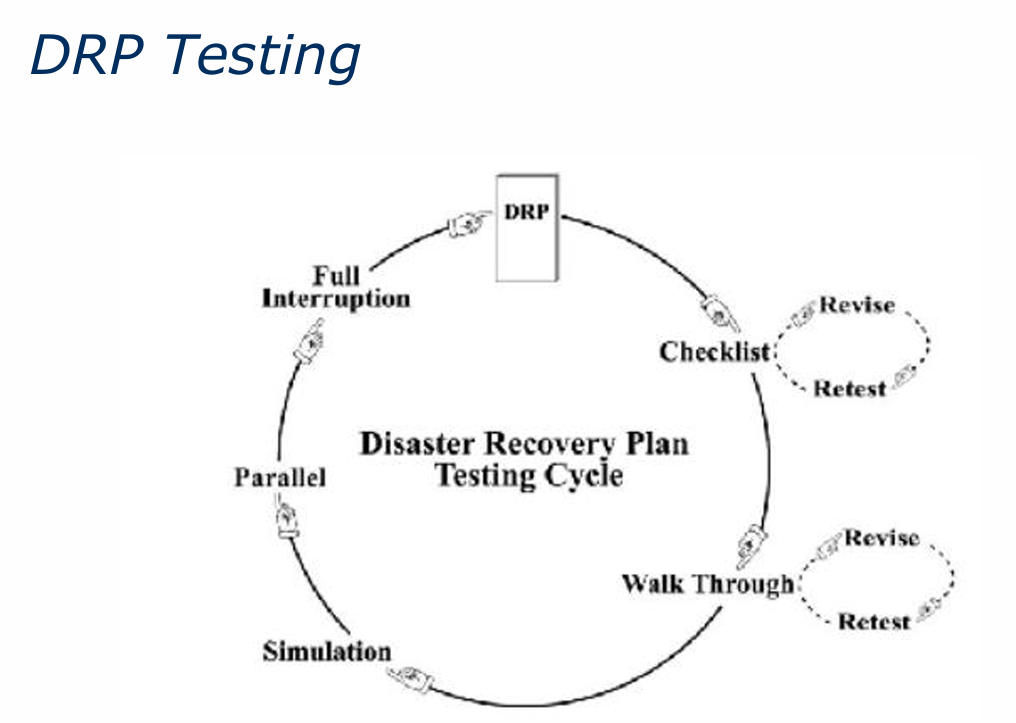 DRP Testing
DRP
Full
Interruption
Revise
Checklist
Retest
Disaster Recovery Plan
Testing Cycle
Parallel
Revise
Walk Through
Retest
Simulation